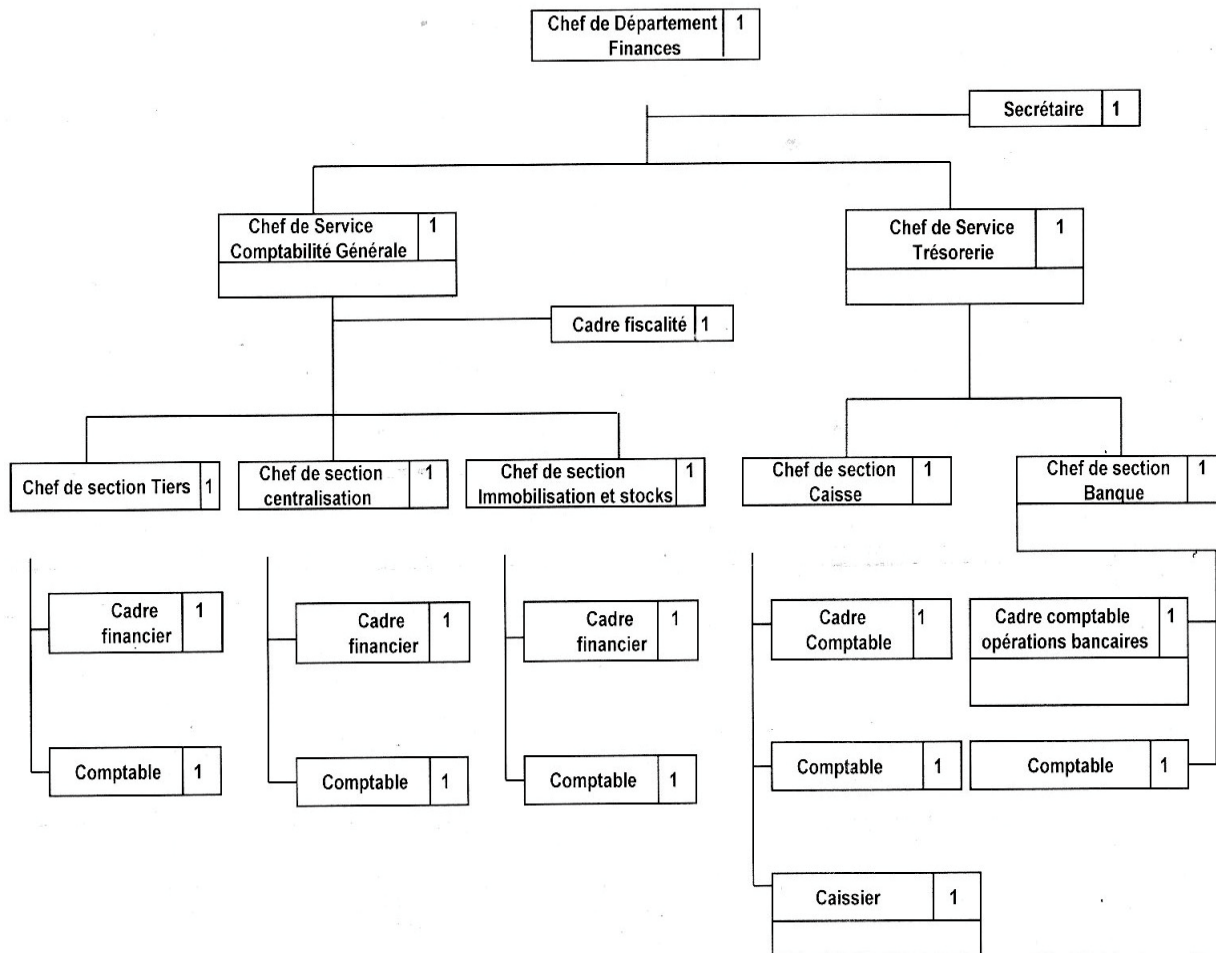 Chef de Département 1
Finances
Secrétaire 1
Chef de Service 1
Comptabilité Générale
Chef de Service 1
Trésorerie
Cadre fiscalité 1
Chef de section Tiers 1
Chef de section 1
centralisation
Chef de section 1
Immobilisation et stocks
Chef de section 1
Caisse
Chef de section 1
Banque
Cadre 1
financier
Cadre 1
financier
Cadre 1
financier
Cadre 1
Comptable
Cadre comptable 1
opérations bancaires
Comptable 1
Comptable 1
Comptable 1
Comptable 1
Comptable 1
Caissier 1